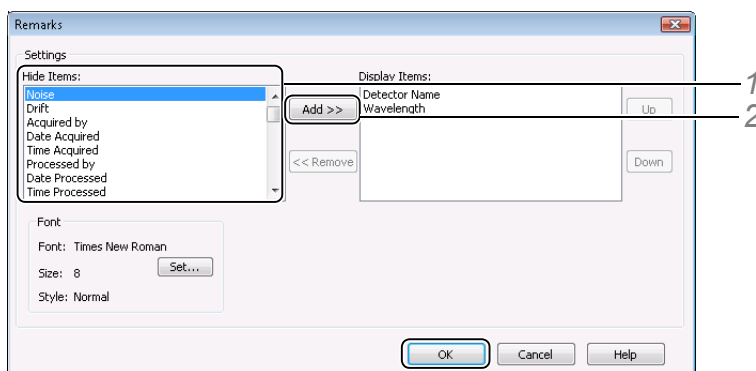 Remarks
Settings
Hide Items:
Display Items:
Noise
Drift
Acquired by
Date Acquired
Time Acquired
Processed by
Date Processed
Time Processed
Add >>
<< Remove
Detector Name
Wavelength
Up
Down
1
2
Font
Font: Times New Roman
Size: 8
Set...
Style: Normal
OK
Cancel
Help